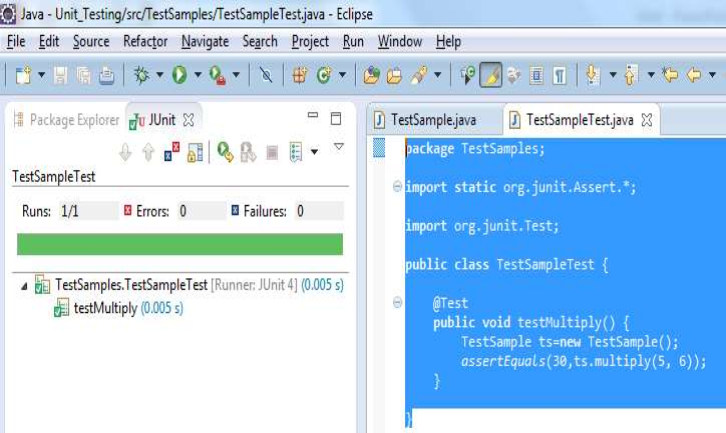 Java - Unit_Testing/src/TestSamples/TestSampleTest.java - Eclipse
File Edit Source Refactor Navigate Search Project Run Window Help
Package Explorer JUnit
TestSampleTest
Runs: 1/1 Errors: 0 Failures: 0
TestSamples.TestSampleTest [Runner: JUnit 4] (0.005 s)
testMultiply (0.005 s)
TestSample.java TestSampleTest.java
package TestSamples;
import static org.junit.Assert.*;
import org.junit.Test;
public class TestSampleTest {
@Test
public void testMultiply() {
TestSample ts=new TestSample();
assertEquals(30,ts.multiply(5, 6));
}
}